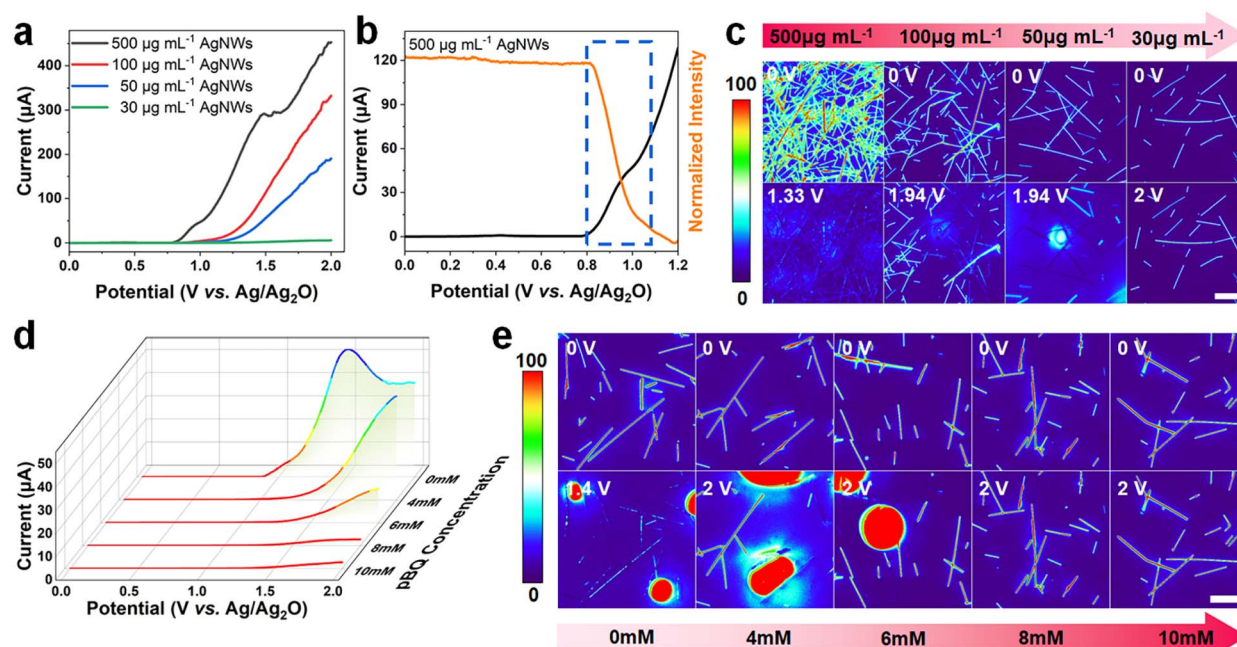 a
500 µg mL⁻¹ AgNWs
100 µg mL⁻¹ AgNWs
50 µg mL⁻¹ AgNWs
30 µg mL⁻¹ AgNWs
400
300
200
100
0
Current (µA)
0.0 0.5 1.0 1.5 2.0
Potential (V vs. Ag/Ag₂O)
b
500 µg mL⁻¹ AgNWs
120
90
60
30
0
Current (µA)
Normalized Intensity
0.0 0.2 0.4 0.6 0.8 1.0 1.2
Potential (V vs. Ag/Ag₂O)
c
500µg mL⁻¹ 100µg mL⁻¹ 50µg mL⁻¹ 30µg mL⁻¹
100
0
0 V 0 V 0 V 0 V
1.33 V 1.94 V 1.94 V 2 V
d
50
40
30
20
10
0
Current (µA)
0.0 0.5 1.0 1.5 2.0
Potential (V vs. Ag/Ag₂O)
0mM
4mM
6mM
8mM
10mM
pBQ Concentration
e
100
0
0 V 0 V 0 V 0 V 0 V
1.4 V 2 V 2 V 2 V 2 V
0mM 4mM 6mM 8mM 10mM